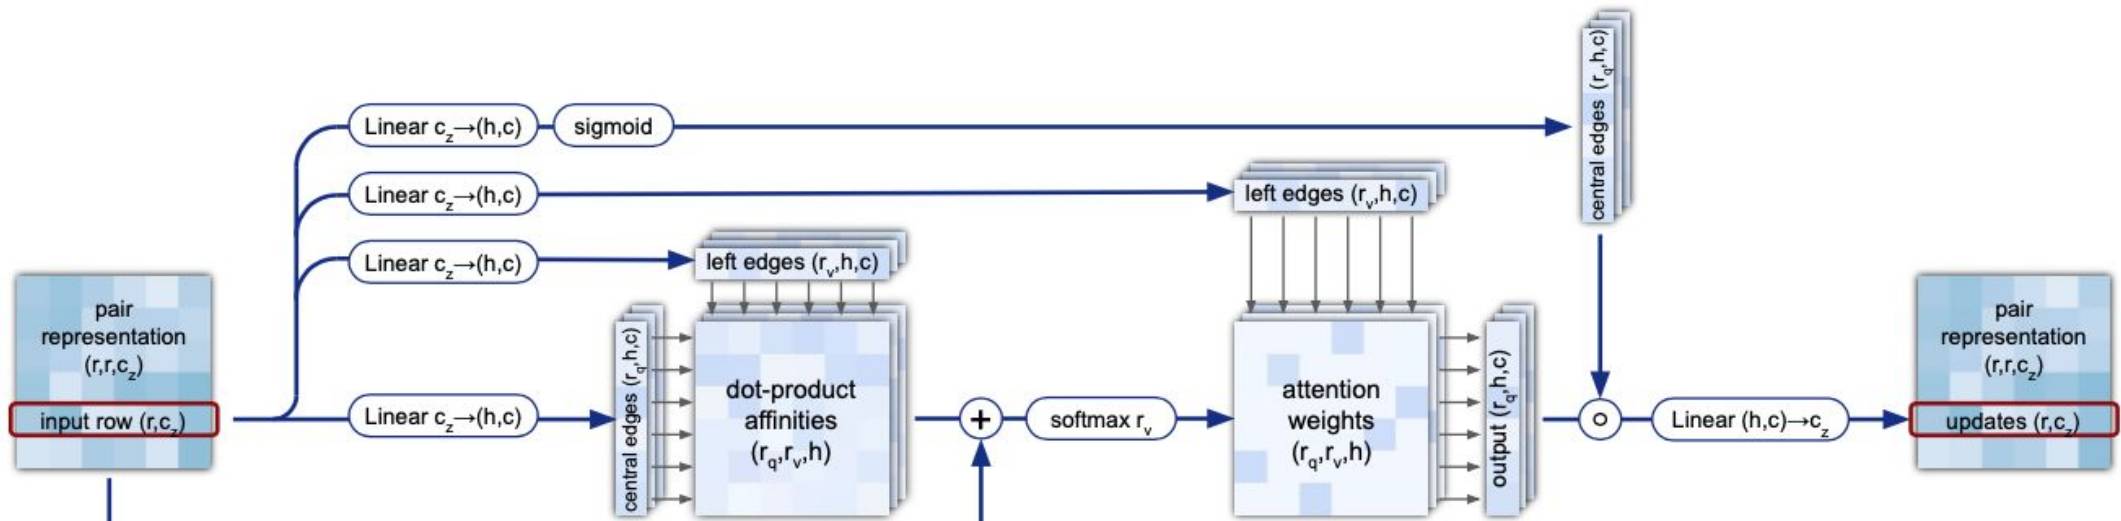 central edges (r_q,h,c)
Linear c_z→(h,c)
sigmoid
Linear c_z→(h,c)
left edges (r_v,h,c)
Linear c_z→(h,c)
left edges (r_v,h,c)
pair
representation
(r,r,c_z)
input row (r,c_z)
Linear c_z→(h,c)
central edges (r_q,h,c)
dot-product
affinities
(r_q,r_v,h)
+
softmax r_v
attention
weights
(r_q,r_v,h)
output (r_q,h,c)
Linear (h,c)→c_z
pair
representation
(r,r,c_z)
updates (r,c_z)